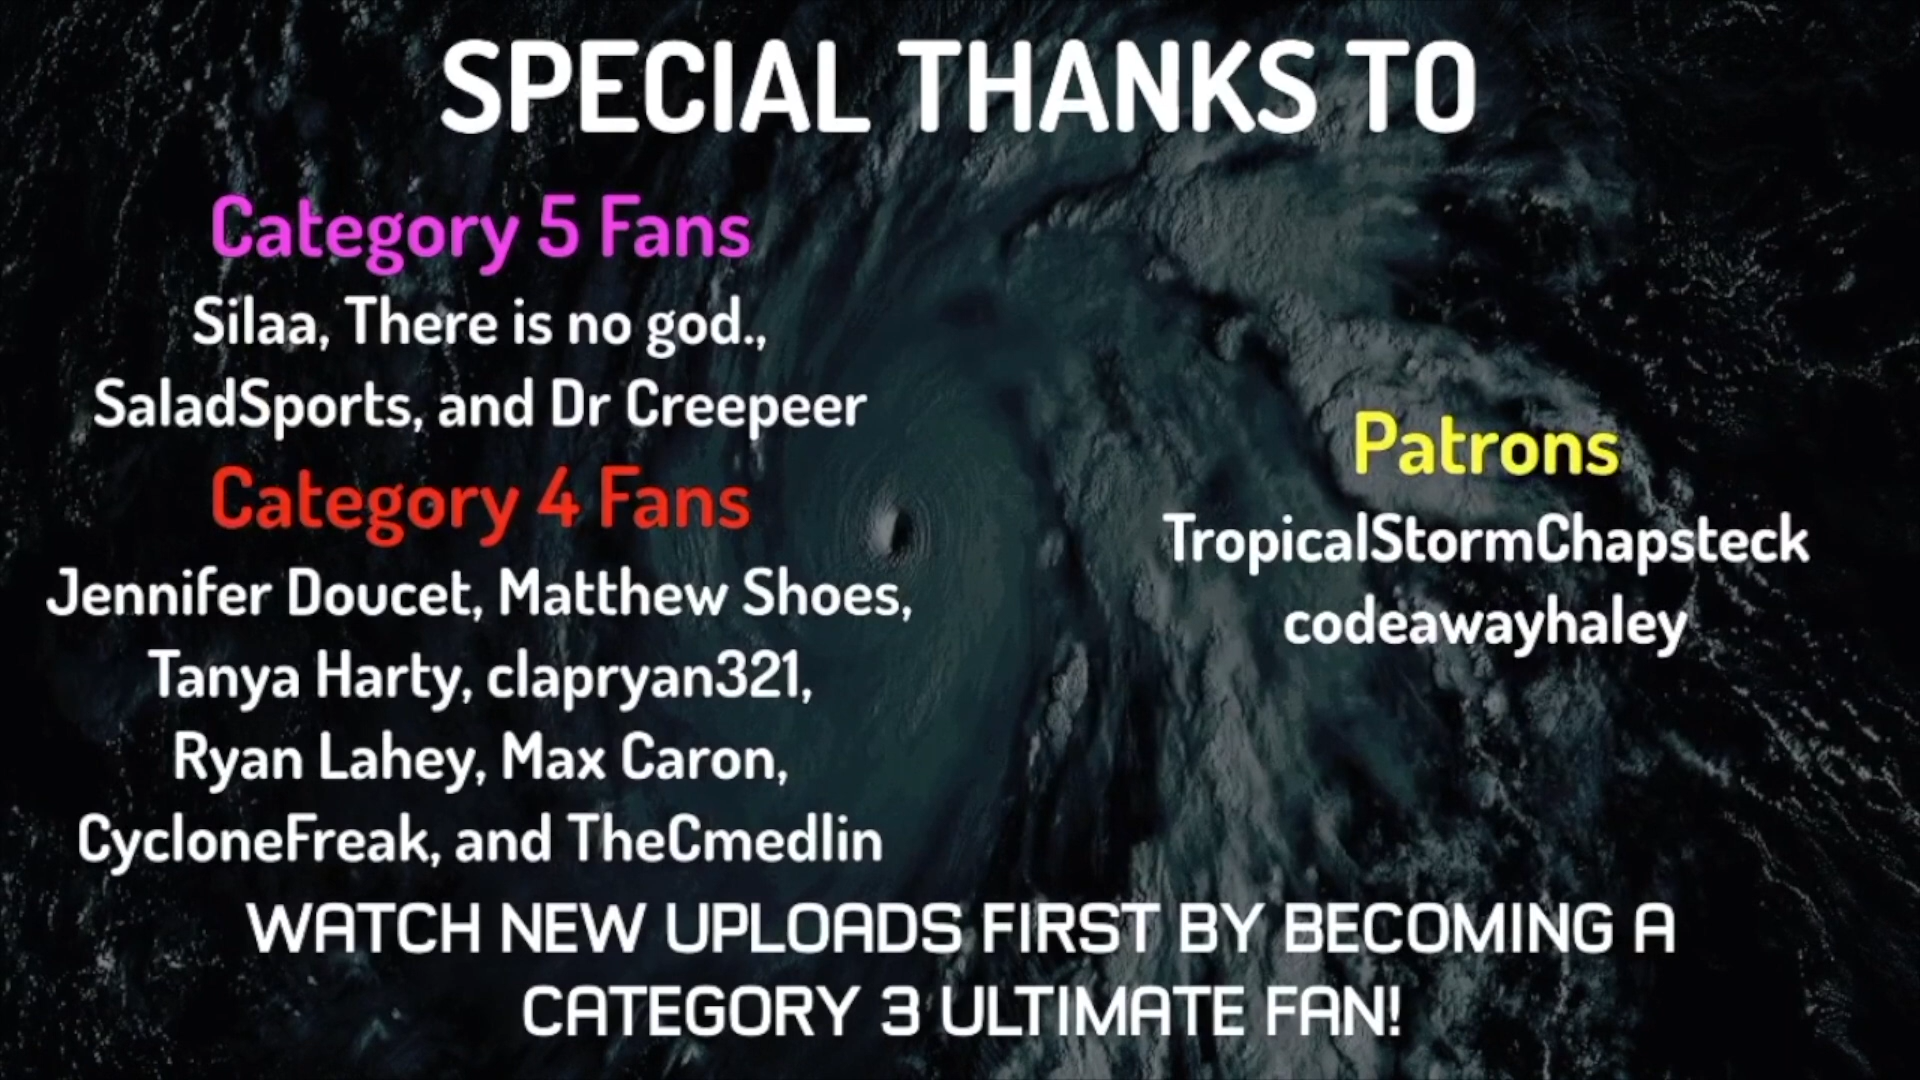 SPECIAL THANKS TO
Category 5 Fans
Silaa, There is no god.,
SaladSports, and Dr Creepeer
Category 4 Fans
Jennifer Doucet, Matthew Shoes,
Tanya Harty, clapryan321,
Ryan Lahey, Max Caron,
CycloneFreak, and TheCmedlin
Patrons
TropicalStormChapsteck
codeawayhaley
WATCH NEW UPLOADS FIRST BY BECOMING A
CATEGORY 3 ULTIMATE FAN!